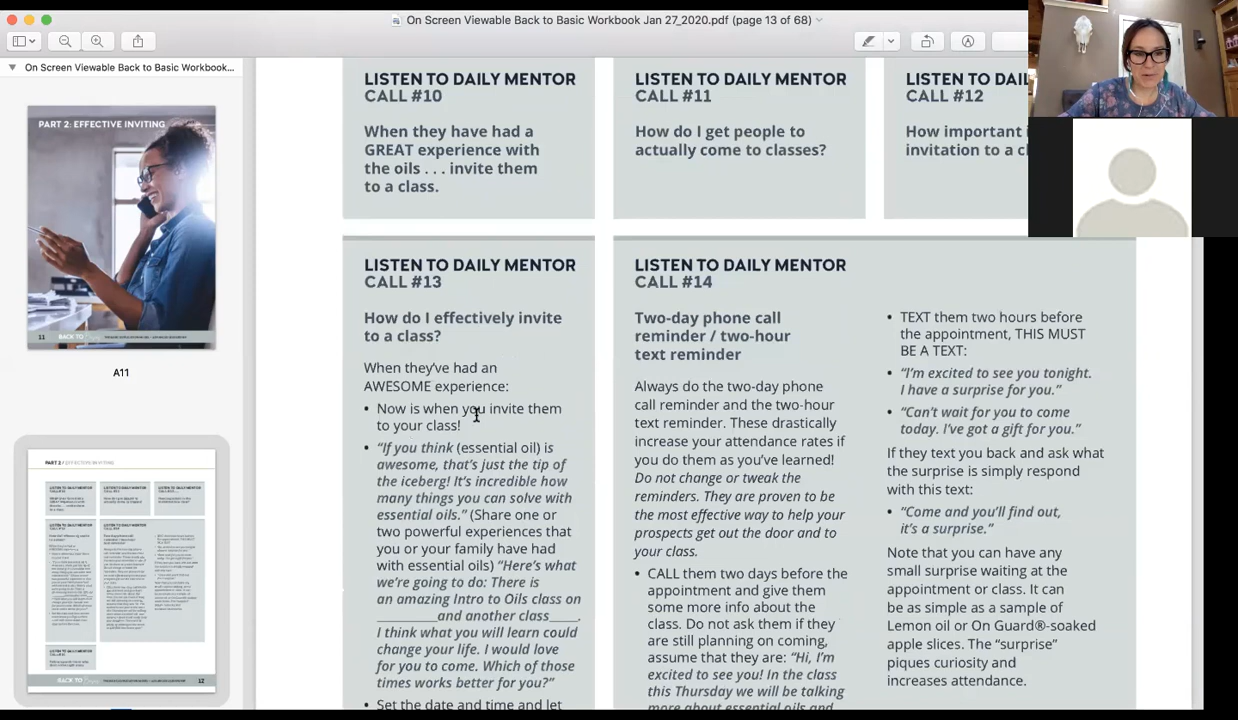 On Screen Viewable Back to Basic Workbook Jan 27_2020.pdf (page 13 of 68)
On Screen Viewable Back to Basic Workbook...
PART 2: EFFECTIVE INVITING
11
BACK TO
A11
PART 2
BACK TO
12
LISTEN TO DAILY MENTOR
CALL #10
When they have had a
GREAT experience with
the oils . . . invite them
to a class.
LISTEN TO DAILY MENTOR
CALL #11
How do I get people to
actually come to classes?
LISTEN TO DAILY
CALL #12
How important
invitation to a
LISTEN TO DAILY MENTOR
CALL #13
How do I effectively invite
to a class?
When they’ve had an
AWESOME experience:
• Now is when you invite them
to your class!
• “If you think (essential oil) is
awesome, that’s just the tip of
the iceberg! It’s incredible how
many things you can solve with
essential oils.” (Share one or
two powerful experiences that
you or your family have had
with essential oils) “Here’s what
we’re going to do. There is
an amazing Intro to Oils class on
________and another class____.
I think what you will learn could
change your life. I would love
for you to come. Which of those
times works better for you?”
• Set the date and time and let
LISTEN TO DAILY MENTOR
CALL #14
Two-day phone call
reminder / two-hour
text reminder
Always do the two-day phone
call reminder and the two-hour
text reminder. These drastically
increase your attendance rates if
you do them as you’ve learned!
Do not change or tweak the
reminders. They are proven to be
the most effective way to help your
prospects get out the door and to
your class.
• CALL them two days before the
appointment and give them
some more info about the
class. Do not ask them if they
are still planning on coming,
assume that they are: “Hi, I’m
excited to see you! In the class
this Thursday we will be talking
more about essential oils and
• TEXT them two hours before
the appointment, THIS MUST
BE A TEXT:
• “I’m excited to see you tonight.
I have a surprise for you.”
• “Can’t wait for you to come
today. I’ve got a gift for you.”
If they text you back and ask what
the surprise is simply respond
with this text:
• “Come and you’ll find out,
it’s a surprise.”
Note that you can have any
small surprise waiting at the
appointment or class. It can
be as simple as a sample of
Lemon oil or On Guard®-soaked
apple slices. The “surprise”
piques curiosity and
increases attendance.